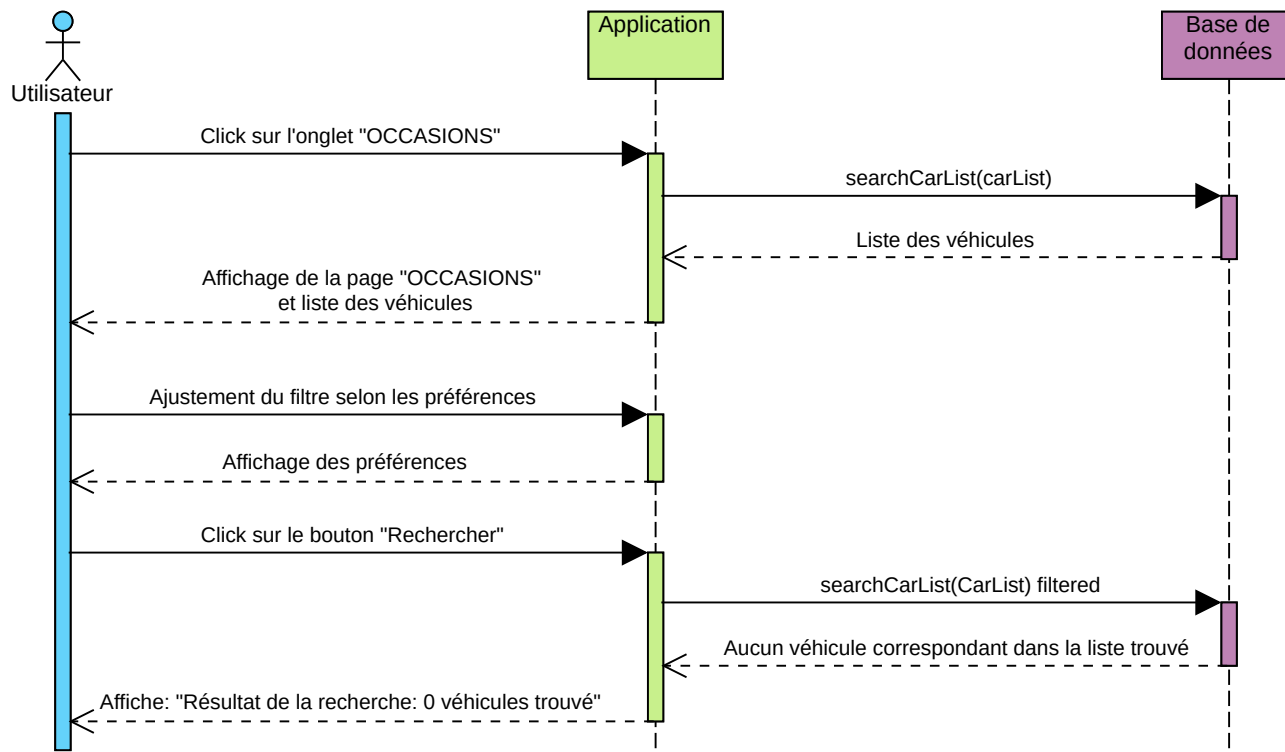 Utilisateur
Application
Base de
données
Click sur l'onglet "OCCASIONS"
searchCarList(carList)
Liste des véhicules
Affichage de la page "OCCASIONS"
et liste des véhicules
Ajustement du filtre selon les préférences
Affichage des préférences
Click sur le bouton "Rechercher"
searchCarList(CarList) filtered
Aucun véhicule correspondant dans la liste trouvé
Affiche: "Résultat de la recherche: 0 véhicules trouvé"